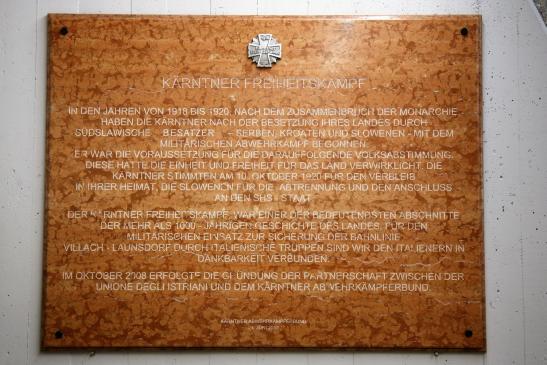 KÄRNTNER FREIHEITSKAMPF
IN DEN JAHREN VON 1918 BIS 1920, NACH DEM ZUSAMMENBRUCH DER MONARCHIE
HABEN DIE KÄRNTNER NACH DER BESETZUNG IHRES LANDES DURCH
SÜDSLAWISCHE BESATZER - SERBEN, KROATEN UND SLOWENEN - MIT DEM
MILITÄRISCHEN ABWEHRKAMPF BEGONNEN.
ER WAR DIE VORAUSSETZUNG FÜR DIE DARAUFFOLGENDE VOLKSABSTIMMUNG.
DIESE HAT DIE EINHEIT UND FREIHEIT FÜR DAS LAND VERWIRKLICHT. DIE
KÄRNTNER STIMMTEN AM 10. OKTOBER 1920 FÜR DEN VERBLEIB
IN IHRER HEIMAT, DIE SLOWENEN FÜR DIE ABTRENNUNG UND DEN ANSCHLUSS
AN DEN SHS - STAAT
DER KÄRNTNER FREIHEITSKAMPF WAR EINER DER BEDEUTENDSTEN ABSCHNITTE
DER MEHR ALS 1000 - JÄHRIGEN GESCHICHTE DES LANDES. FÜR DEN
MILITÄRISCHEN EINSATZ ZUR SICHERUNG DER BAHNLINIE
VILLACH - LAUNSDORF DURCH ITALIENISCHE TRUPPEN SIND WIR DEN ITALIENERN IN
DANKBARKEIT VERBUNDEN.
IM OKTOBER 2008 ERFOLGTE DIE GRÜNDUNG DER PARTNERSCHAFT ZWISCHEN DER
UNIONE DEGLI ISTRIANI UND DEM KÄRNTNER ABWEHRKÄMPFERBUND.
KÄRNTNER ABWEHRKÄMPFERBUND
JUNI